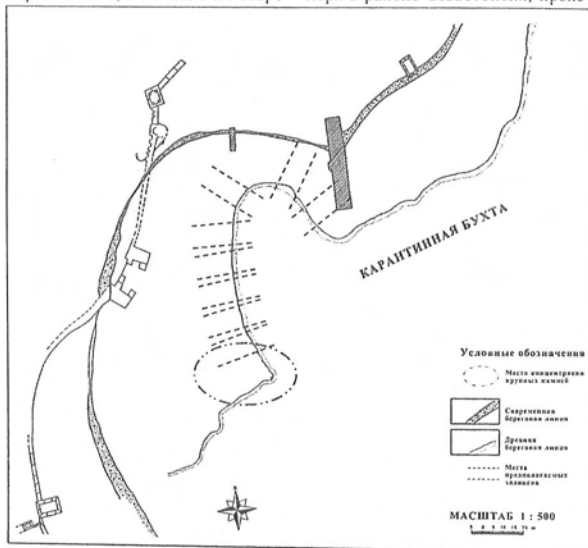 КАРАНТИННАЯ БУХТА
Условные обозначения
Места концентрации
крупных камней
Современная
береговая линия
Древняя
береговая линия
Места
предполагаемых
эллингов
МАСШТАБ 1 : 500